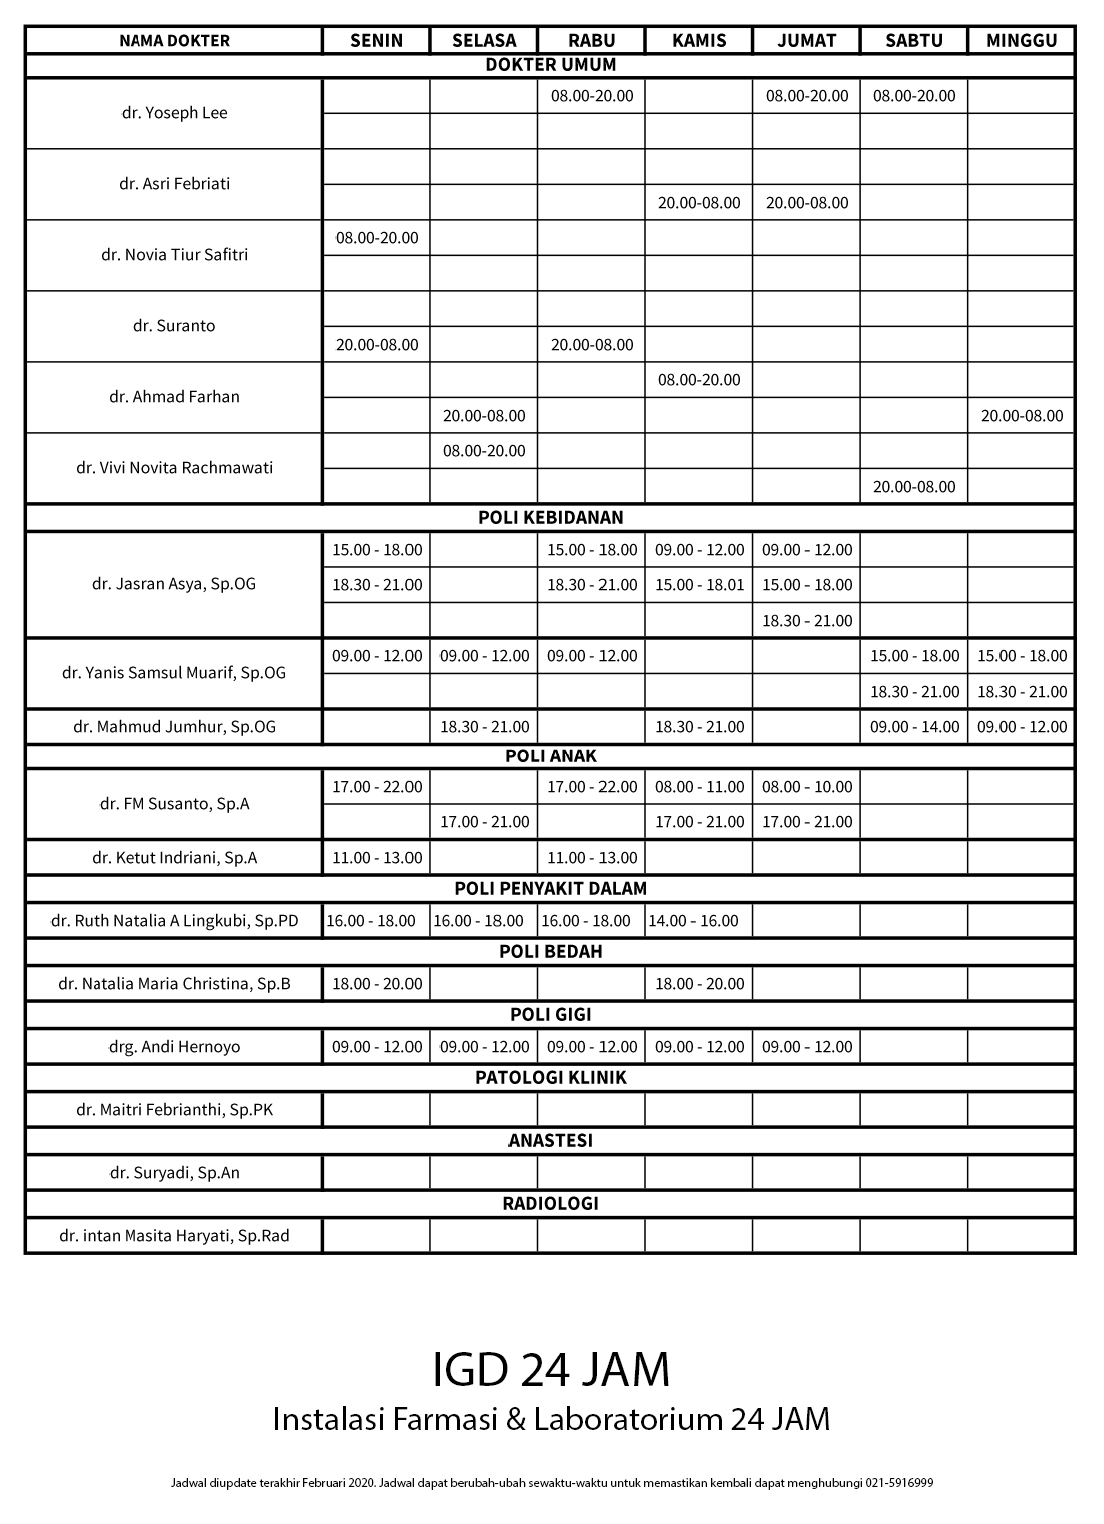 NAMA DOKTER SENIN SELASA RABU KAMIS JUMAT SABTU MINGGU
DOKTER UMUM
dr. Yoseph Lee 08.00-20.00 08.00-20.00 08.00-20.00
dr. Asri Febriati
20.00-08.00 20.00-08.00
dr. Novia Tiur Safitri 08.00-20.00
dr. Suranto
20.00-08.00 20.00-08.00
dr. Ahmad Farhan 08.00-20.00
20.00-08.00 20.00-08.00
dr. Vivi Novita Rachmawati 08.00-20.00
20.00-08.00
POLI KEBIDANAN
15.00 - 18.00 15.00 - 18.00 09.00 - 12.00 09.00 - 12.00
dr. Jasran Asya, Sp.OG 18.30 - 21.00 18.30 - 21.00 15.00 - 18.01 15.00 - 18.00
18.30 - 21.00
dr. Yanis Samsul Muarif, Sp.OG 09.00 - 12.00 09.00 - 12.00 09.00 - 12.00 15.00 - 18.00 15.00 - 18.00
18.30 - 21.00 18.30 - 21.00
dr. Mahmud Jumhur, Sp.OG 18.30 - 21.00 18.30 - 21.00 09.00 - 14.00 09.00 - 12.00
POLI ANAK
dr. FM Susanto, Sp.A 17.00 - 22.00 17.00 - 22.00 08.00 - 11.00 08.00 - 10.00
17.00 - 21.00 17.00 - 21.00 17.00 - 21.00
dr. Ketut Indriani, Sp.A 11.00 - 13.00 11.00 - 13.00
POLI PENYAKIT DALAM
dr. Ruth Natalia A Lingkubi, Sp.PD 16.00 - 18.00 16.00 - 18.00 16.00 - 18.00 14.00 - 16.00
POLI BEDAH
dr. Natalia Maria Christina, Sp.B 18.00 - 20.00 18.00 - 20.00
POLI GIGI
drg. Andi Hernoyo 09.00 - 12.00 09.00 - 12.00 09.00 - 12.00 09.00 - 12.00 09.00 - 12.00
PATOLOGI KLINIK
dr. Maitri Febrianthi, Sp.PK
ANASTESI
dr. Suryadi, Sp.An
RADIOLOGI
dr. intan Masita Haryati, Sp.Rad
IGD 24 JAM
Instalasi Farmasi & Laboratorium 24 JAM
Jadwal diupdate terakhir Februari 2020. Jadwal dapat berubah-ubah sewaktu-waktu untuk memastikan kembali dapat menghubungi 021-5916999